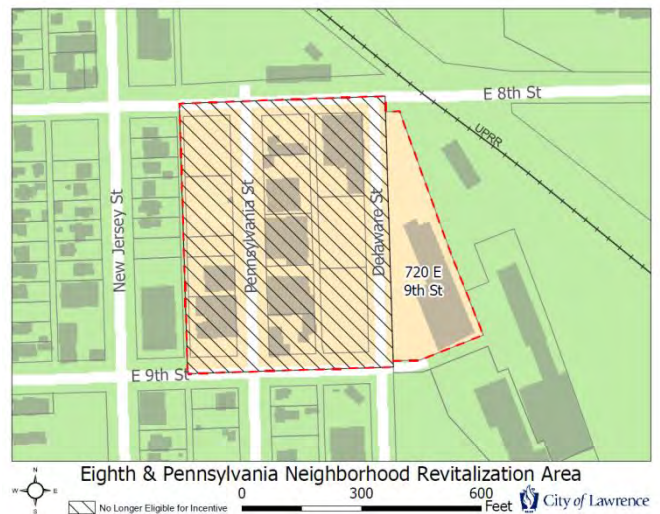 E 8th St
UPRR
New Jersey St
Pennsylvania St
Delaware St
720 E
9th St
E 9th St
Eighth & Pennsylvania Neighborhood Revitalization Area
N
W E
S
No Longer Eligible for Incentive
0 300 600
Feet
City of Lawrence